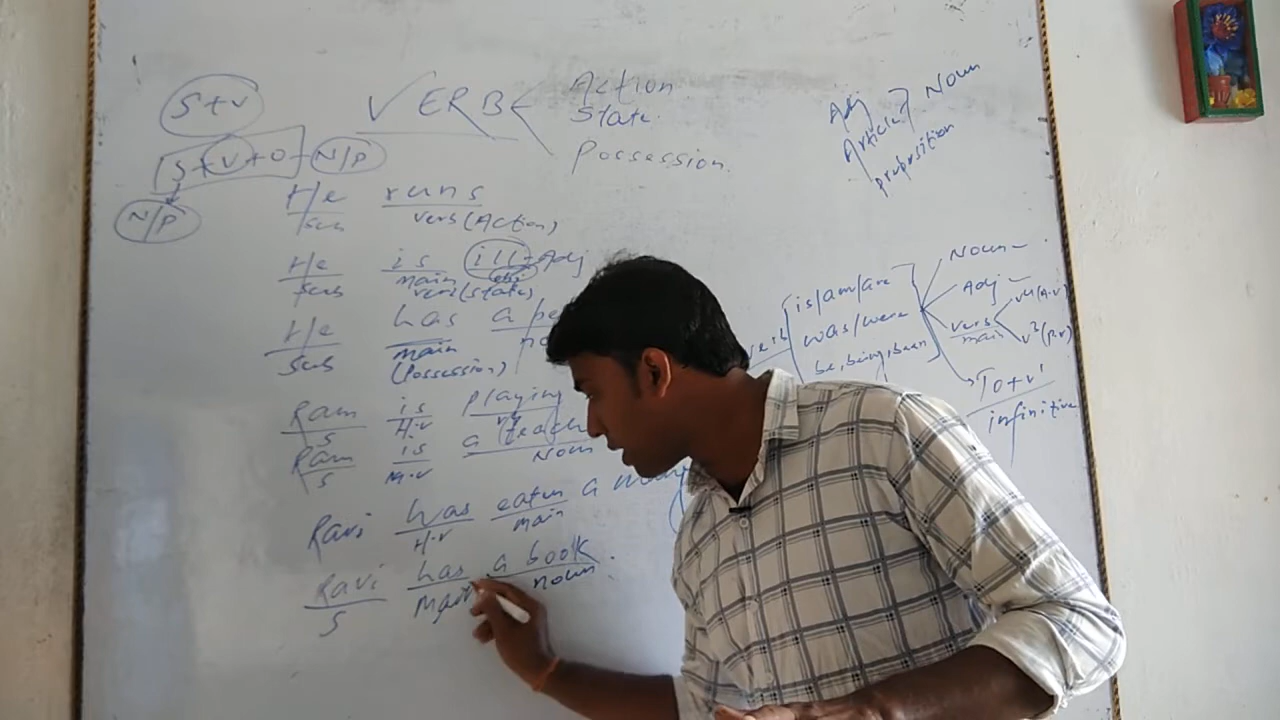 S+V
VERB
Action
State.
Possession.
S+V+O N/P
N/P
He runs
sub verb (Action)
He is ill Adj
sub main
verb (State)
He has a
sub main
(Possession)
Ram is playing
S H.V
Ram is a
S M.V Noun
Ravi has eaten a
H.V main
Ravi has a book.
S Main noun
Adj
Article Noun
preposition
is/am/are
was/were
be, being, been
Noun
Adj
verb
main
To+V¹
infinitive